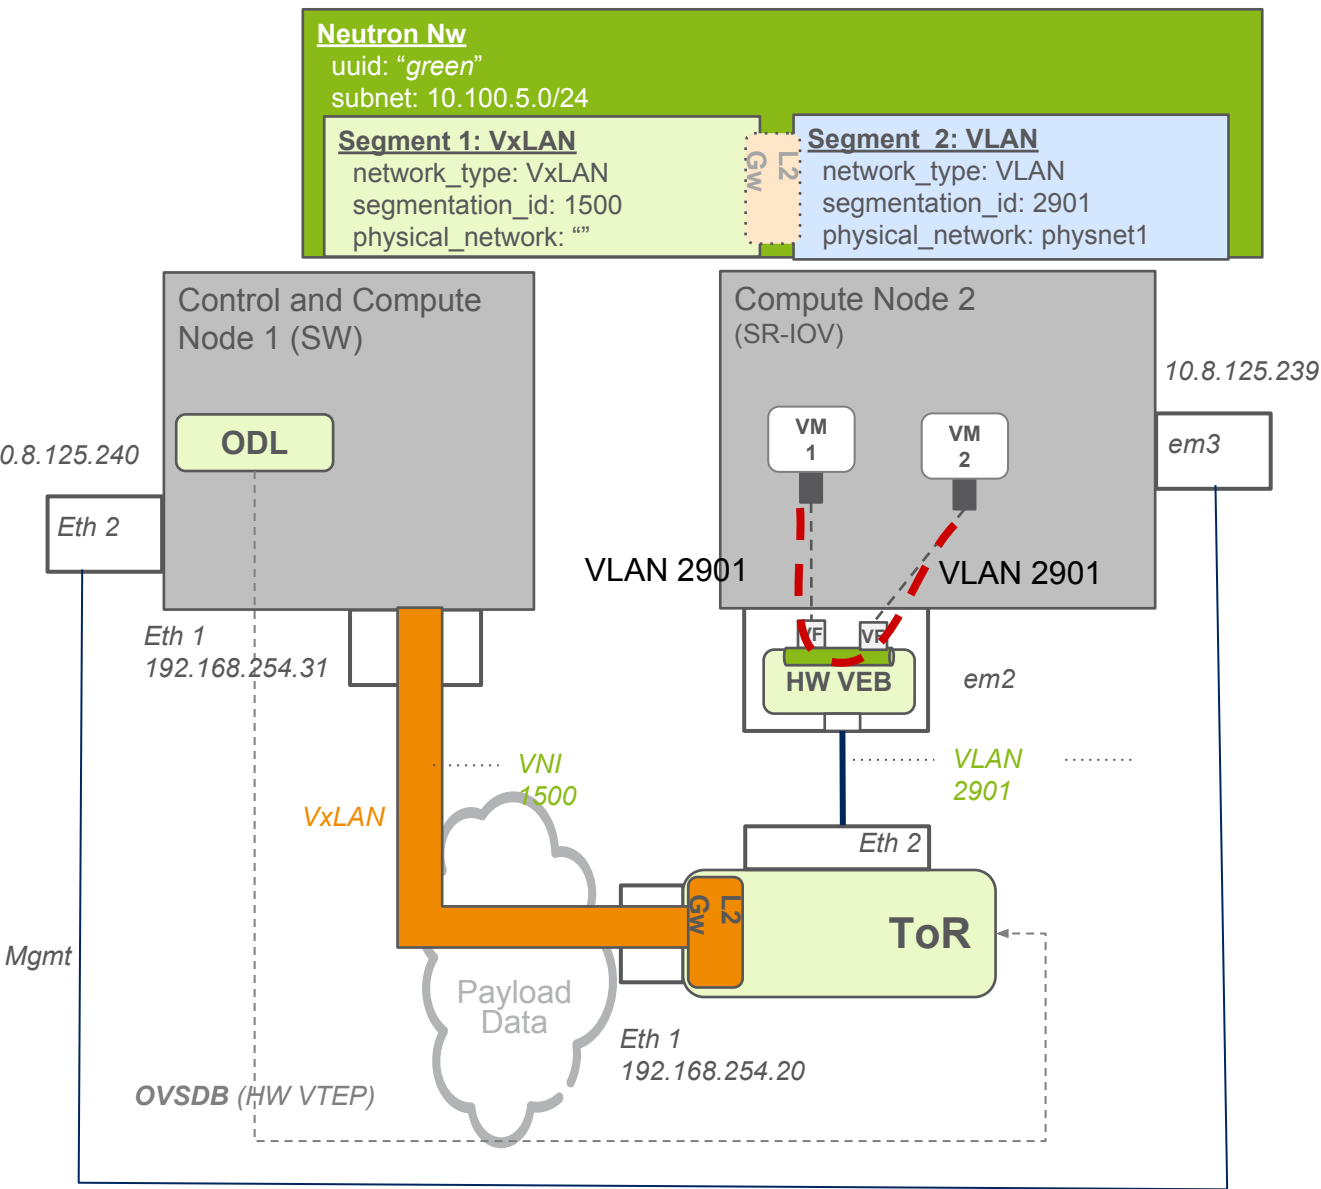 Neutron Nw
uuid: “green”
subnet: 10.100.5.0/24
Segment 1: VxLAN
network_type: VxLAN
segmentation_id: 1500
physical_network: “”
L2
Gw
Segment 2: VLAN
network_type: VLAN
segmentation_id: 2901
physical_network: physnet1
Control and Compute
Node 1 (SW)
ODL
0.8.125.240
Eth 2
Compute Node 2
(SR-IOV)
10.8.125.239
em3
VM
1
VM
2
VLAN 2901
VLAN 2901
VF
VF
HW VEB
em2
Eth 1
192.168.254.31
VNI
1500
VxLAN
VLAN
2901
Eth 2
L2
Gw
ToR
Payload
Data
Mgmt
Eth 1
192.168.254.20
OVSDB (HW VTEP)